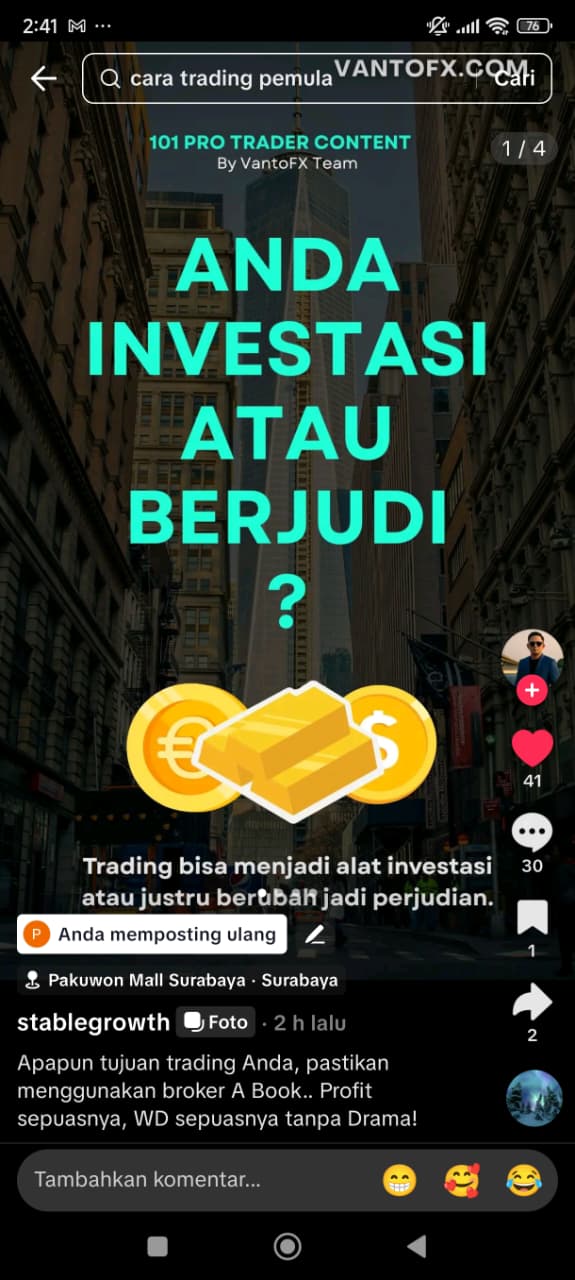 2:41
76
cara trading pemula
Cari
VANTOFX.COM
101 PRO TRADER CONTENT
By VantoFX Team
1 / 4
ANDA
INVESTASI
ATAU
BERJUDI
?
€
$
41
30
Trading bisa menjadi alat investasi
atau justru berubah jadi perjudian.
P
Anda memposting ulang
1
Pakuwon Mall Surabaya · Surabaya
stablegrowth
Foto
· 2 h lalu
2
Apapun tujuan trading Anda, pastikan
menggunakan broker A Book.. Profit
sepuasnya, WD sepuasnya tanpa Drama!
Tambahkan komentar...